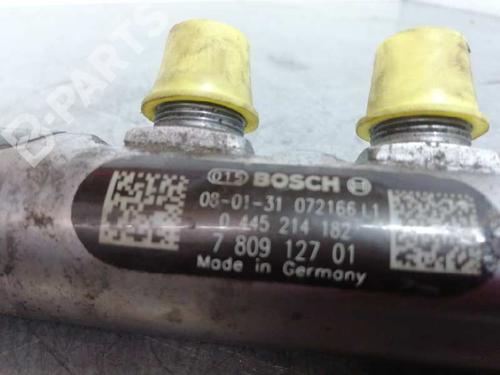 B-PARTS
BOSCH
08-01-31 072166 L1
0 445 214 182
7 809 127 01
Made in Germany